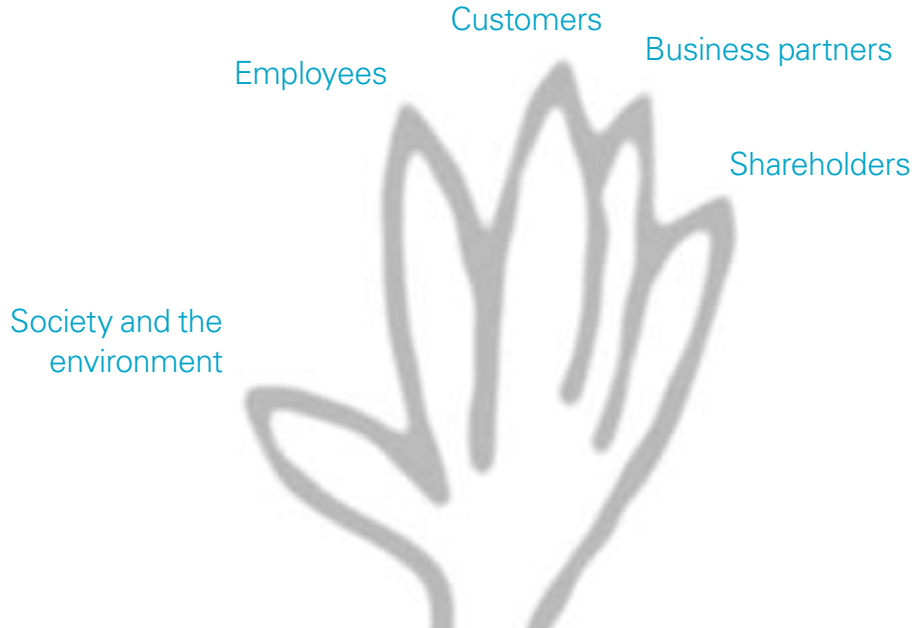 Customers
Business partners
Employees
Shareholders
Society and the
environment